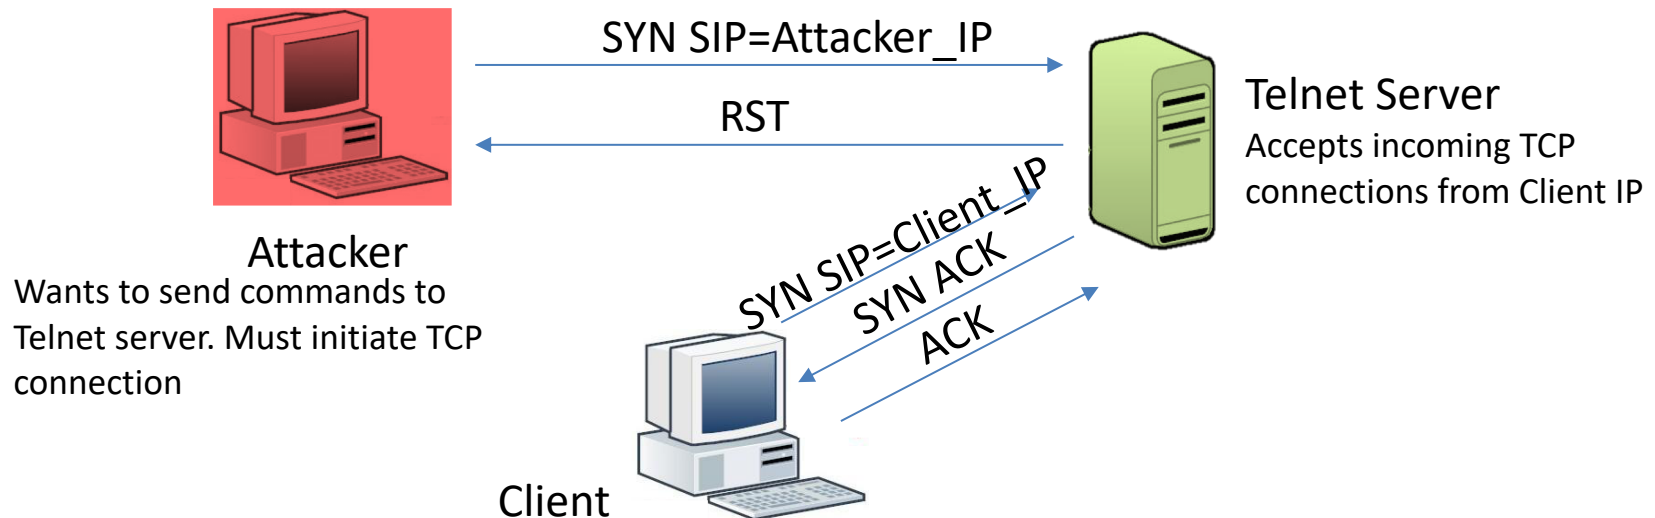 SYN SIP=Attacker_IP
RST
Telnet Server
Accepts incoming TCP
connections from Client IP
Attacker
Wants to send commands to
Telnet server. Must initiate TCP
connection
SYN SIP=Client_IP
SYN ACK
ACK
Client